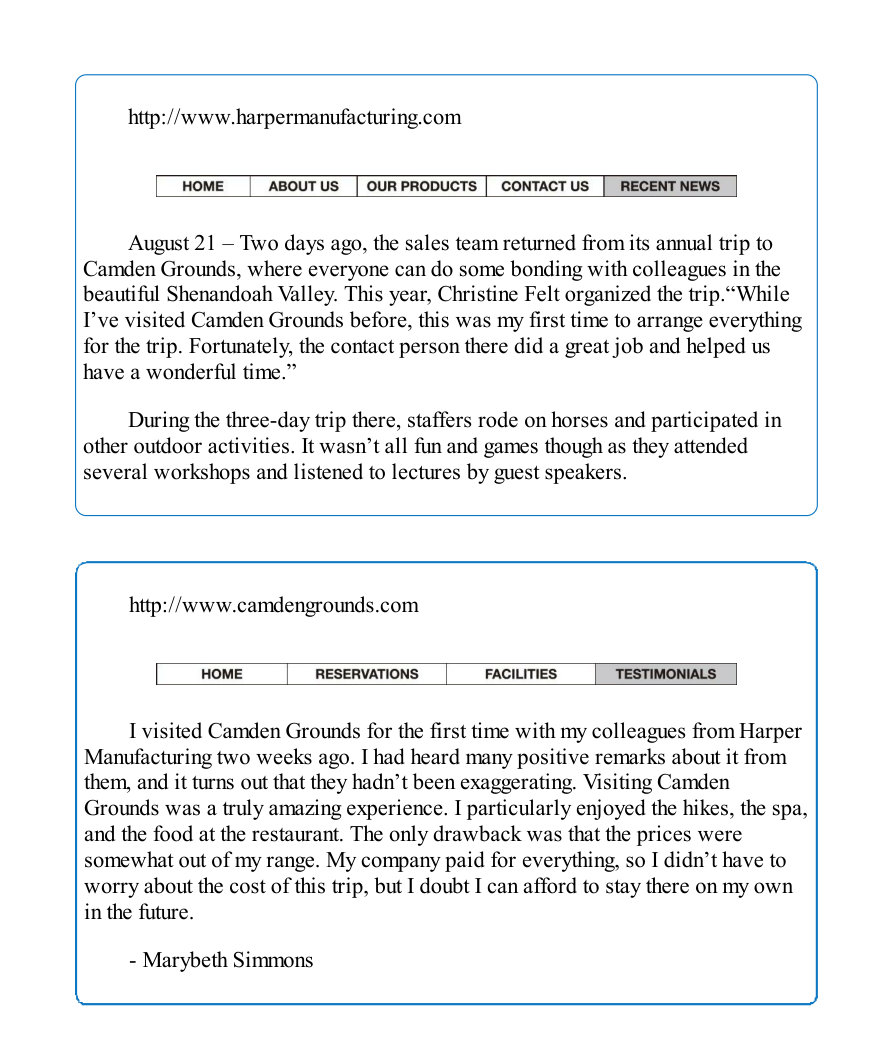 http://www.harpermanufacturing.com
HOME ABOUT US OUR PRODUCTS CONTACT US RECENT NEWS
August 21 – Two days ago, the sales team returned from its annual trip to
Camden Grounds, where everyone can do some bonding with colleagues in the
beautiful Shenandoah Valley. This year, Christine Felt organized the trip.“While
I’ve visited Camden Grounds before, this was my first time to arrange everything
for the trip. Fortunately, the contact person there did a great job and helped us
have a wonderful time.”
During the three-day trip there, staffers rode on horses and participated in
other outdoor activities. It wasn’t all fun and games though as they attended
several workshops and listened to lectures by guest speakers.
http://www.camdengrounds.com
HOME RESERVATIONS FACILITIES TESTIMONIALS
I visited Camden Grounds for the first time with my colleagues from Harper
Manufacturing two weeks ago. I had heard many positive remarks about it from
them, and it turns out that they hadn’t been exaggerating. Visiting Camden
Grounds was a truly amazing experience. I particularly enjoyed the hikes, the spa,
and the food at the restaurant. The only drawback was that the prices were
somewhat out of my range. My company paid for everything, so I didn’t have to
worry about the cost of this trip, but I doubt I can afford to stay there on my own
in the future.
- Marybeth Simmons